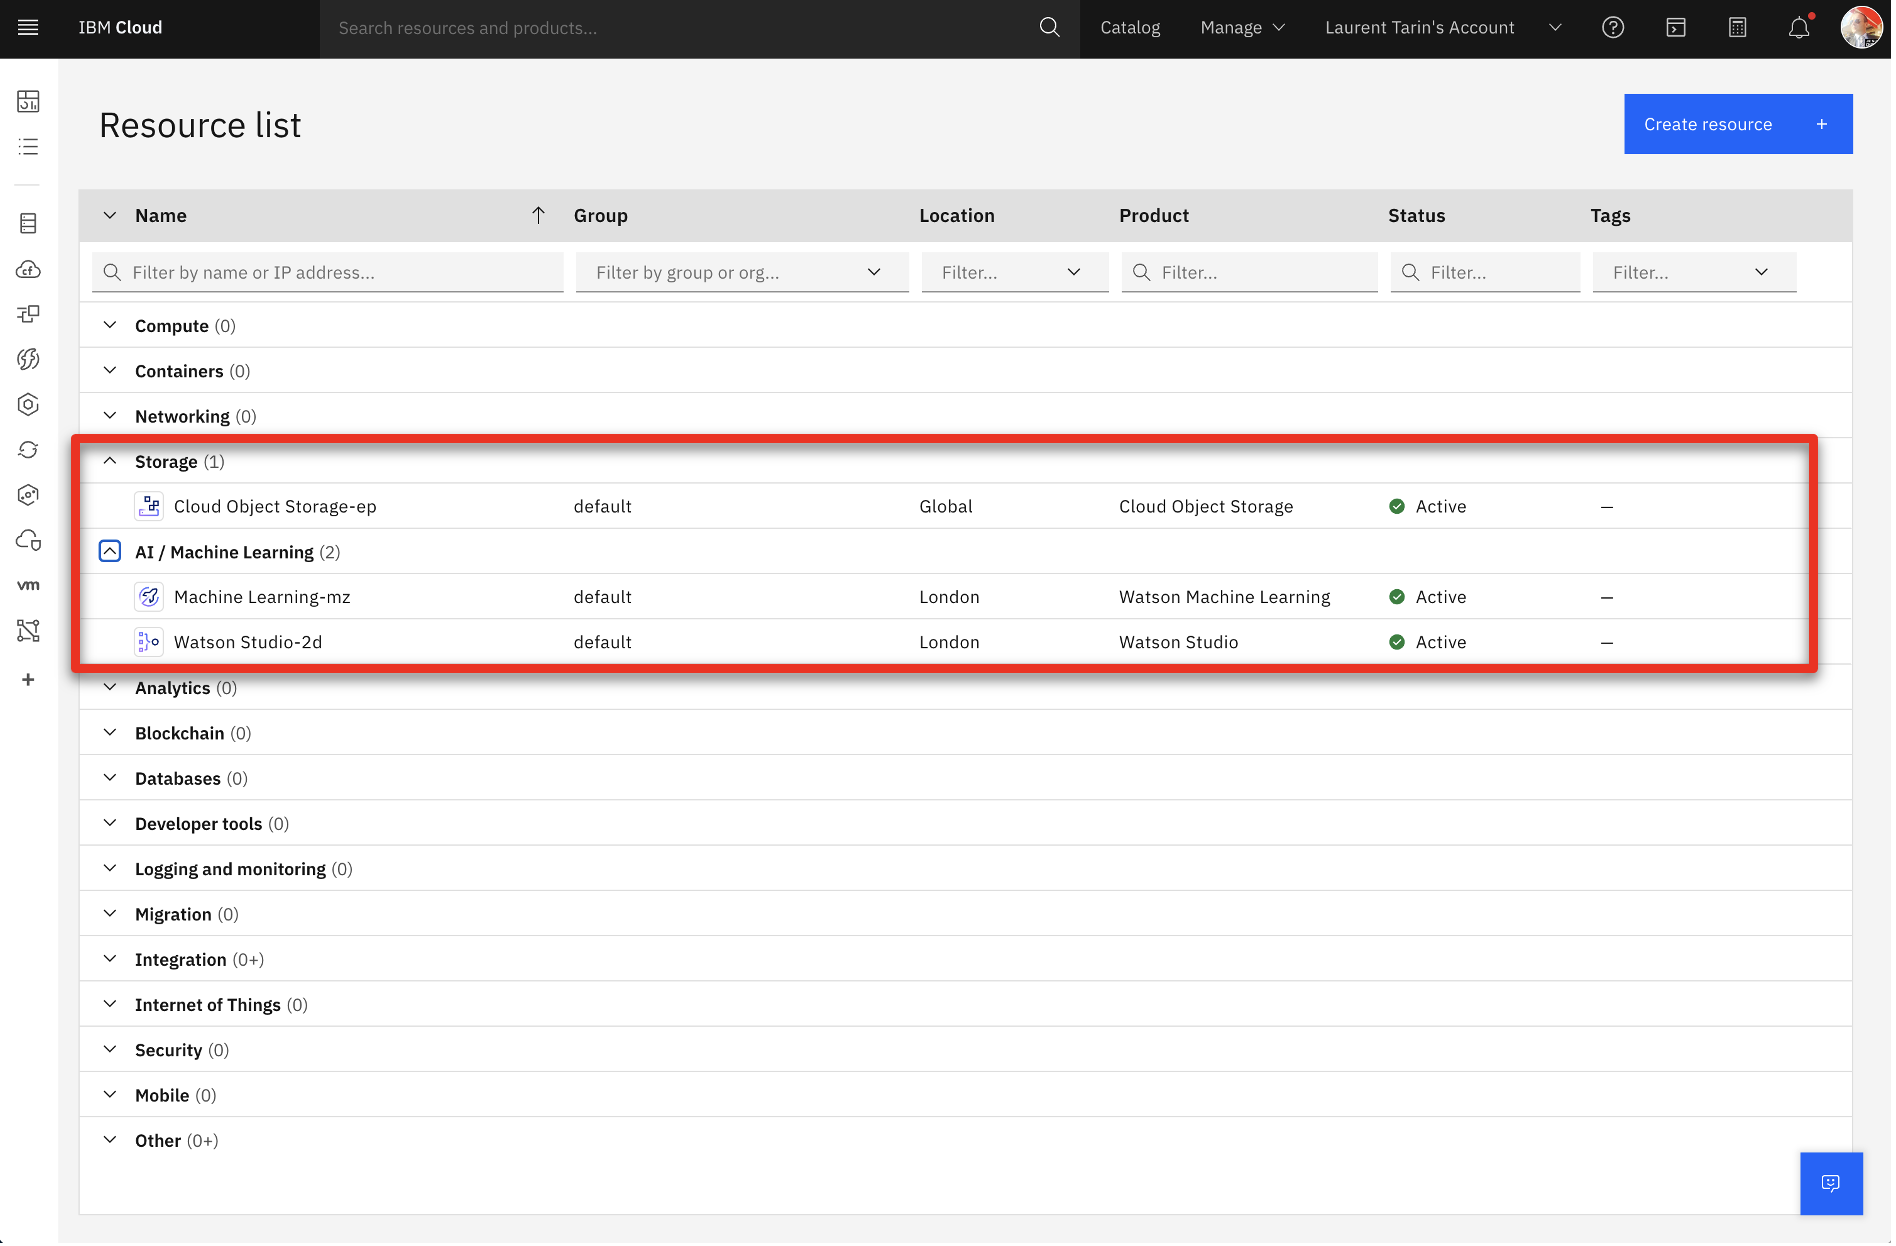 IBM Cloud
Search resources and products...
Catalog
Manage
Laurent Tarin's Account
Resource list
Create resource +
Name Group Location Product Status Tags
Filter by name or IP address... Filter by group or org... Filter... Filter... Filter... Filter...
Compute (0)
Containers (0)
Networking (0)
Storage (1)
Cloud Object Storage-ep default Global Cloud Object Storage Active –
AI / Machine Learning (2)
Machine Learning-mz default London Watson Machine Learning Active –
Watson Studio-2d default London Watson Studio Active –
vm
Analytics (0)
Blockchain (0)
Databases (0)
Developer tools (0)
Logging and monitoring (0)
Migration (0)
Integration (0+)
Internet of Things (0)
Security (0)
Mobile (0)
Other (0+)